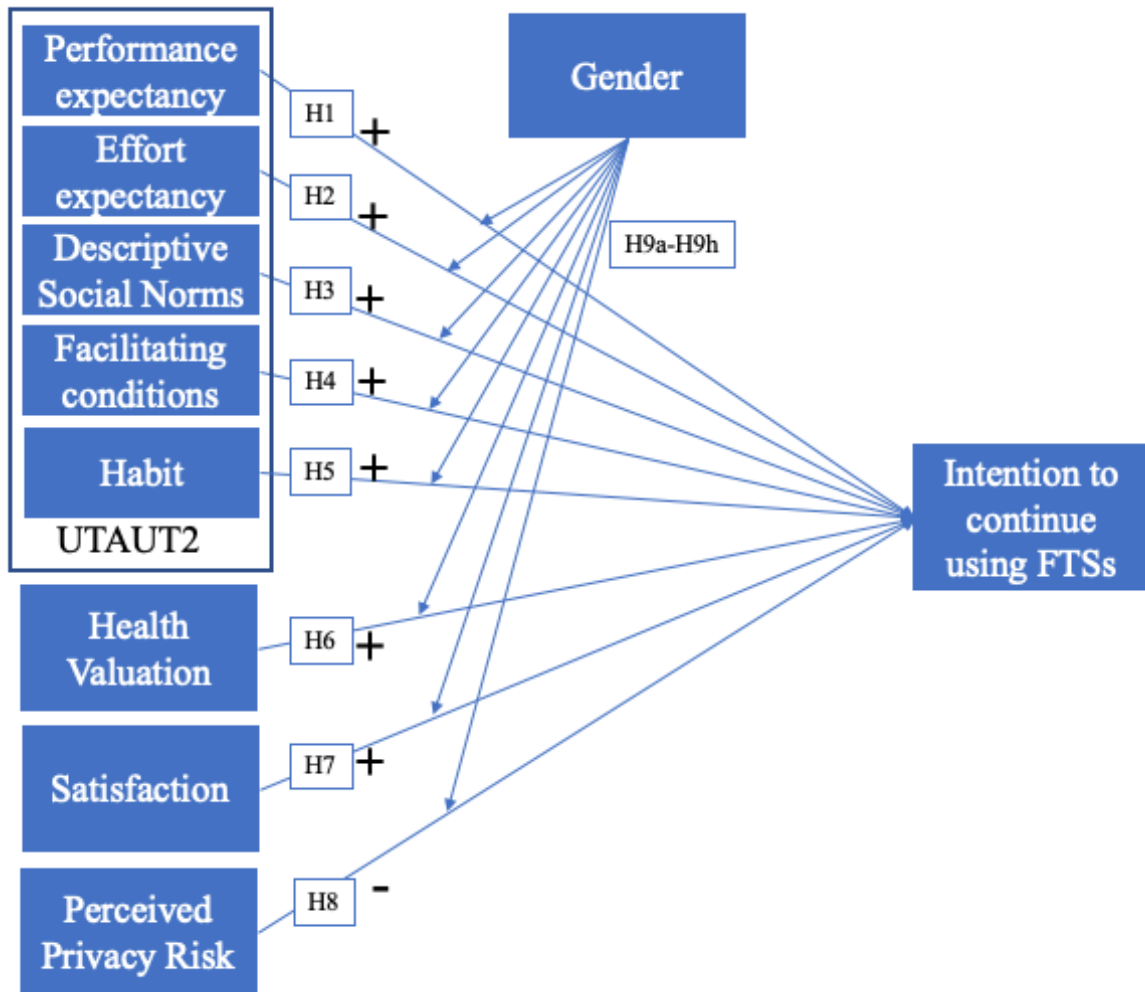 Performance
expectancy
Gender
H1
+
Effort
expectancy
H2
+
H9a-H9h
Descriptive
Social Norms
H3
+
Facilitating
conditions
H4
+
Habit
H5
+
UTAUT2
Intention to
continue
using FTSs
Health
Valuation
H6
+
Satisfaction
H7
+
Perceived
Privacy Risk
H8
-